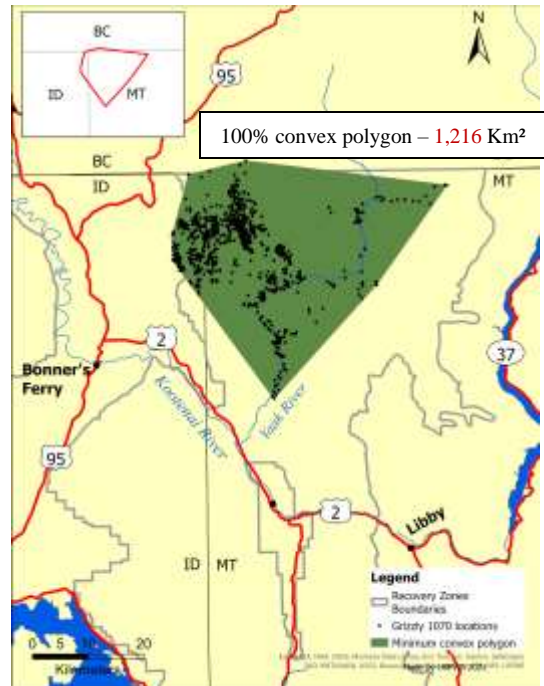 BC
ID
MT
95
N
100% convex polygon – 1,216 Km²
BC
ID
MT
2
37
Bonner's
Ferry
Kootenai River
Yaak River
95
2
Libby
ID
MT
Legend
Recovery Zones
Boundaries
Grizzly 1070 locations
Minimum convex polygon
0
10
20
Kilometers